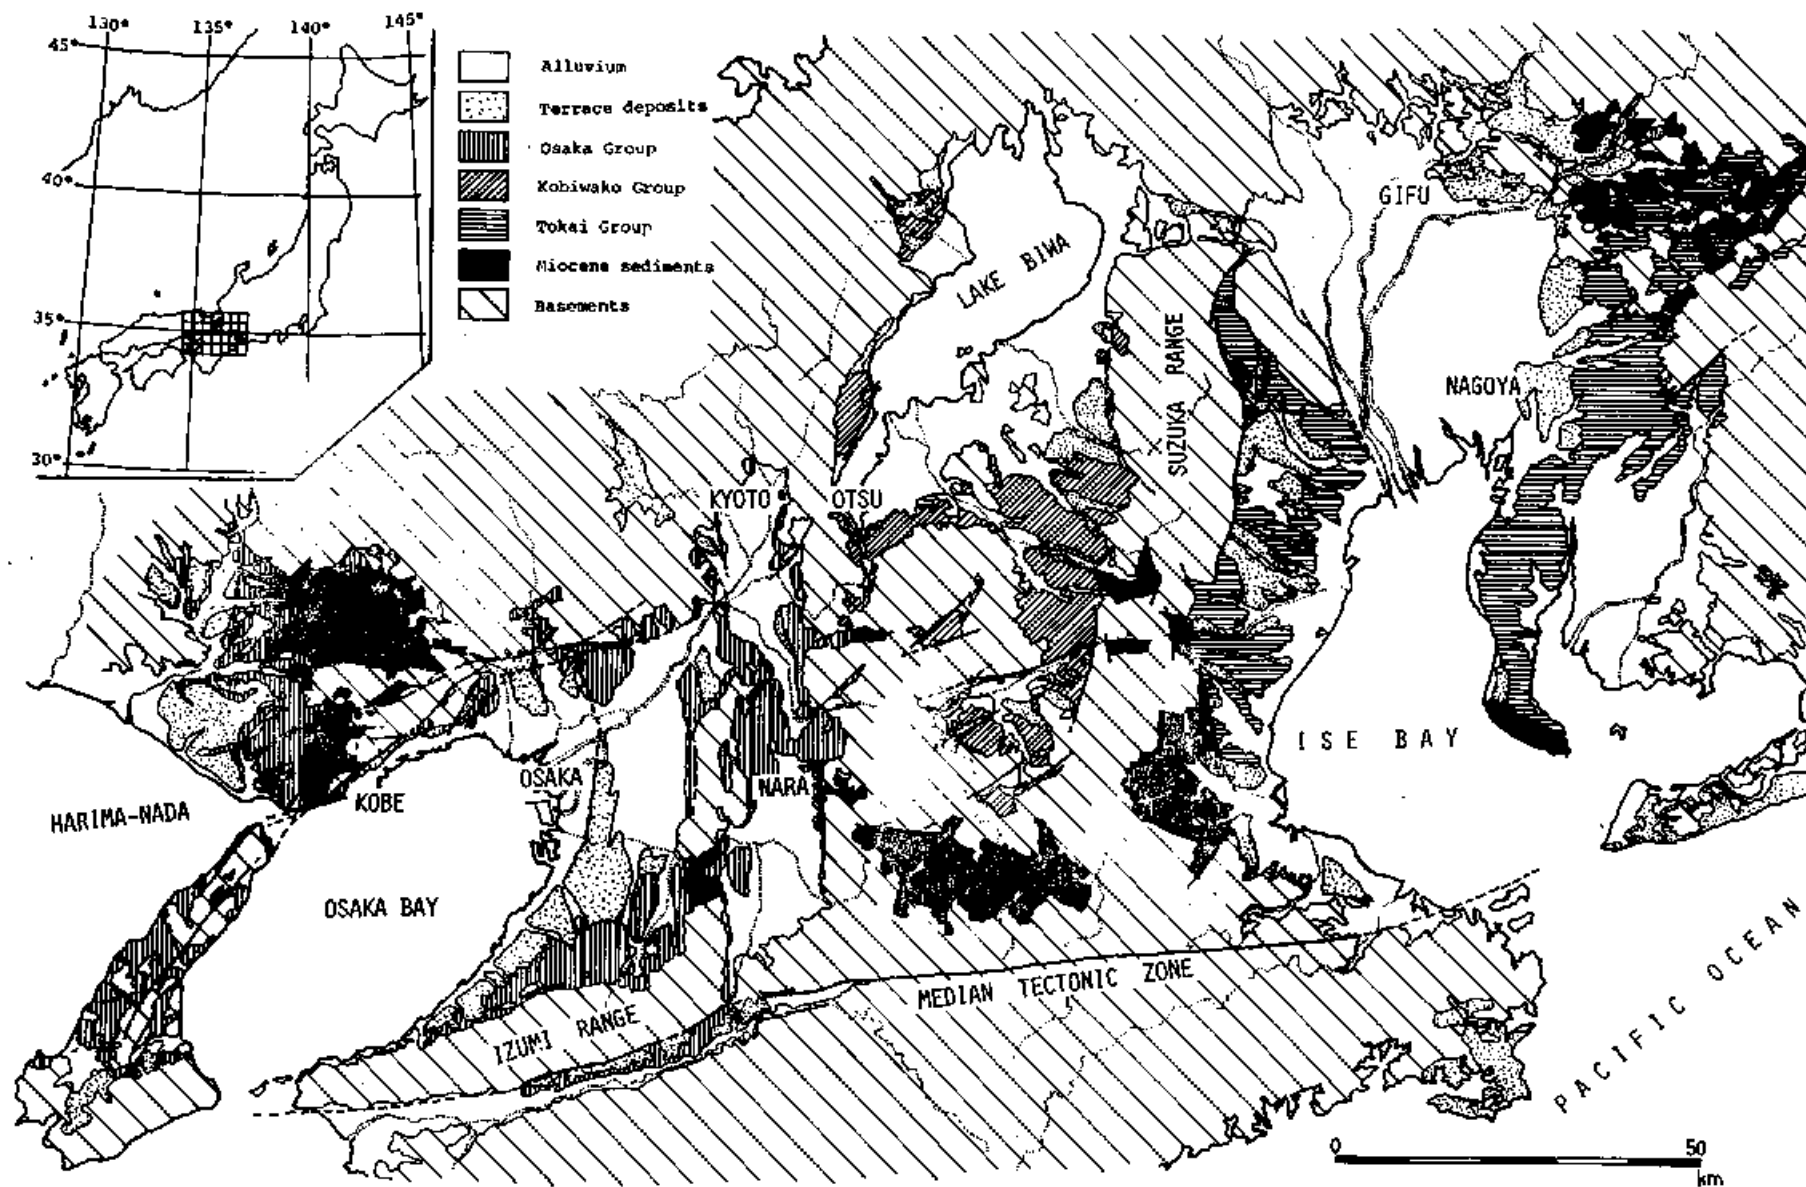 130° 135° 140° 145°
45°
40°
35°
30°
Alluvium
Terrace deposits
Osaka Group
Kobiwako Group
Tokai Group
Miocene sediments
Basements
GIFU
LAKE BIWA
SUZUKA RANGE
NAGOYA
KYOTO
OTSU
ISE BAY
OSAKA
NARA
KOBE
HARIMA-NADA
OSAKA BAY
MEDIAN TECTONIC ZONE
IZUMI RANGE
PACIFIC OCEAN
0 50
km